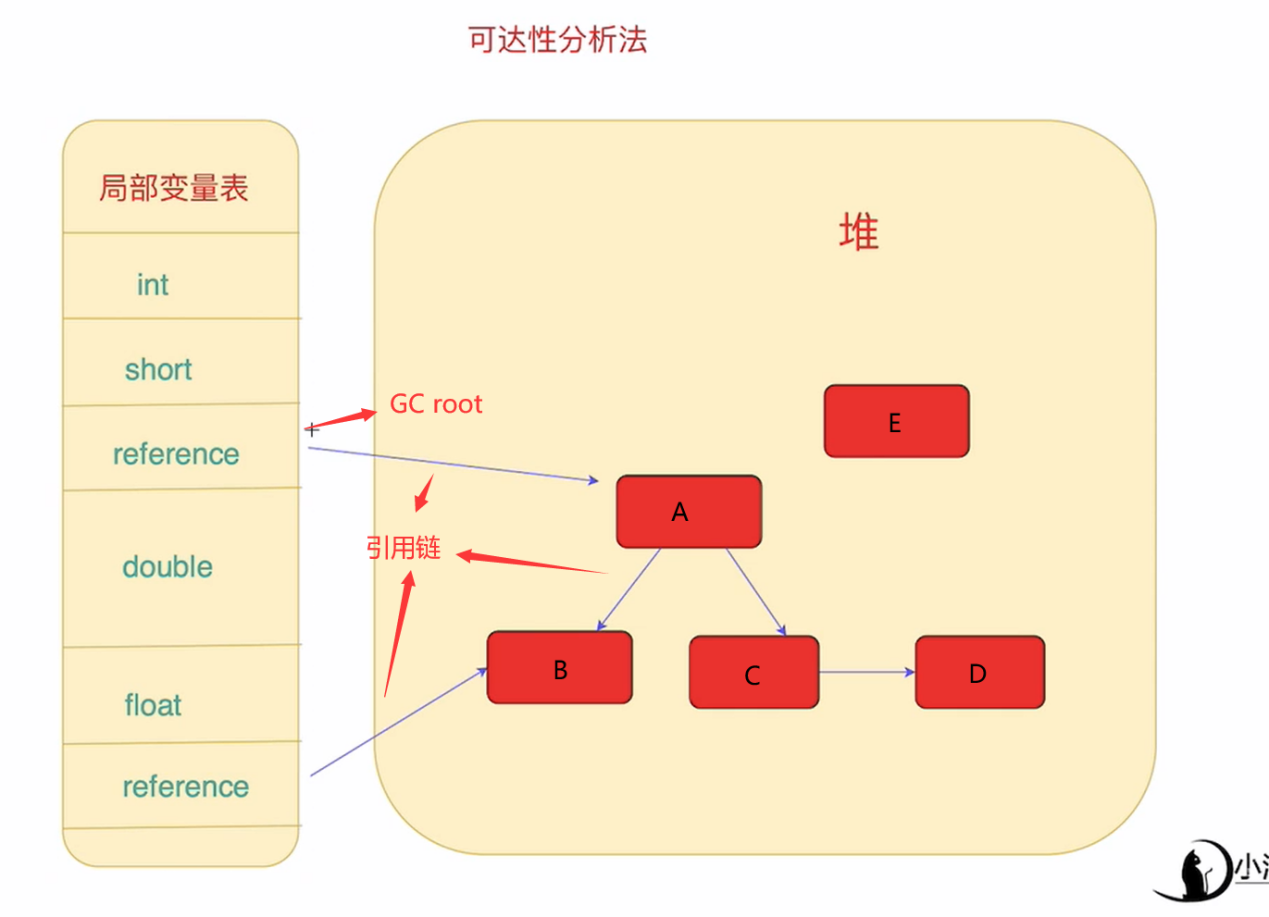 可达性分析法
局部变量表
堆
int
short
GC root
reference
E
A
引用链
double
B
C
D
float
reference
小